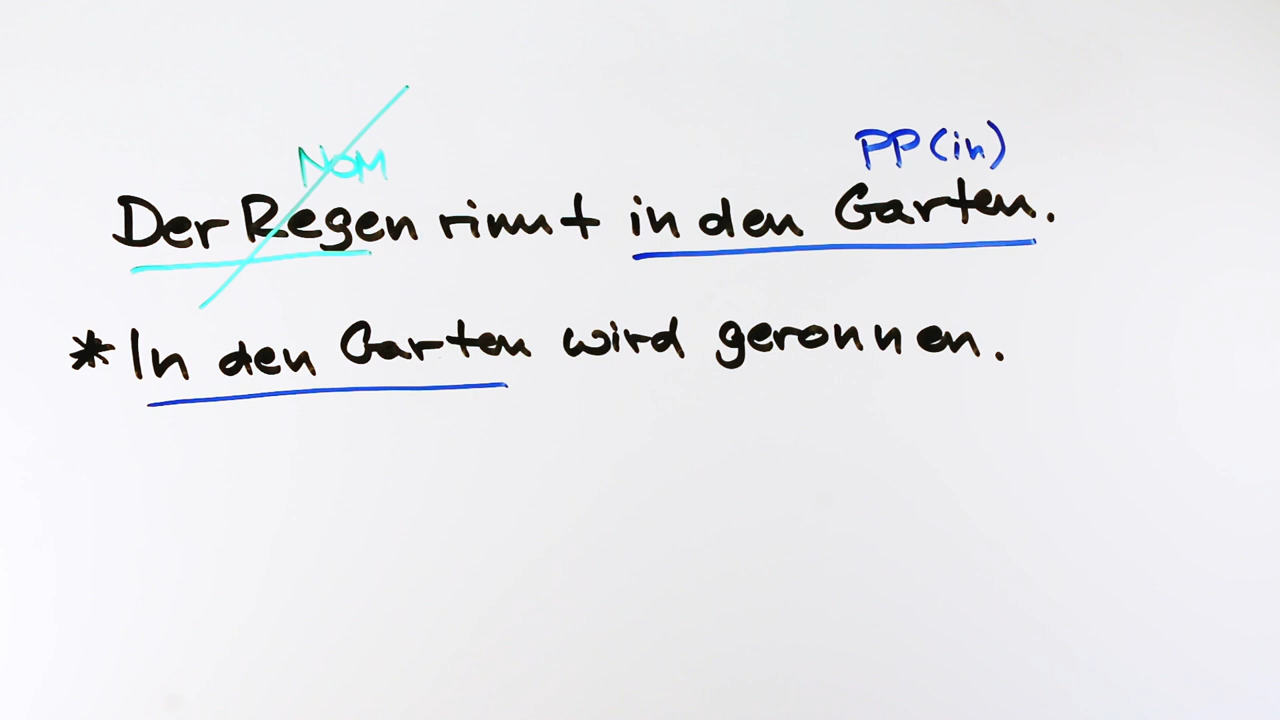 NOM PP(in)
Der Regen rinnt in den Garten.
*In den Garten wird geronnen.